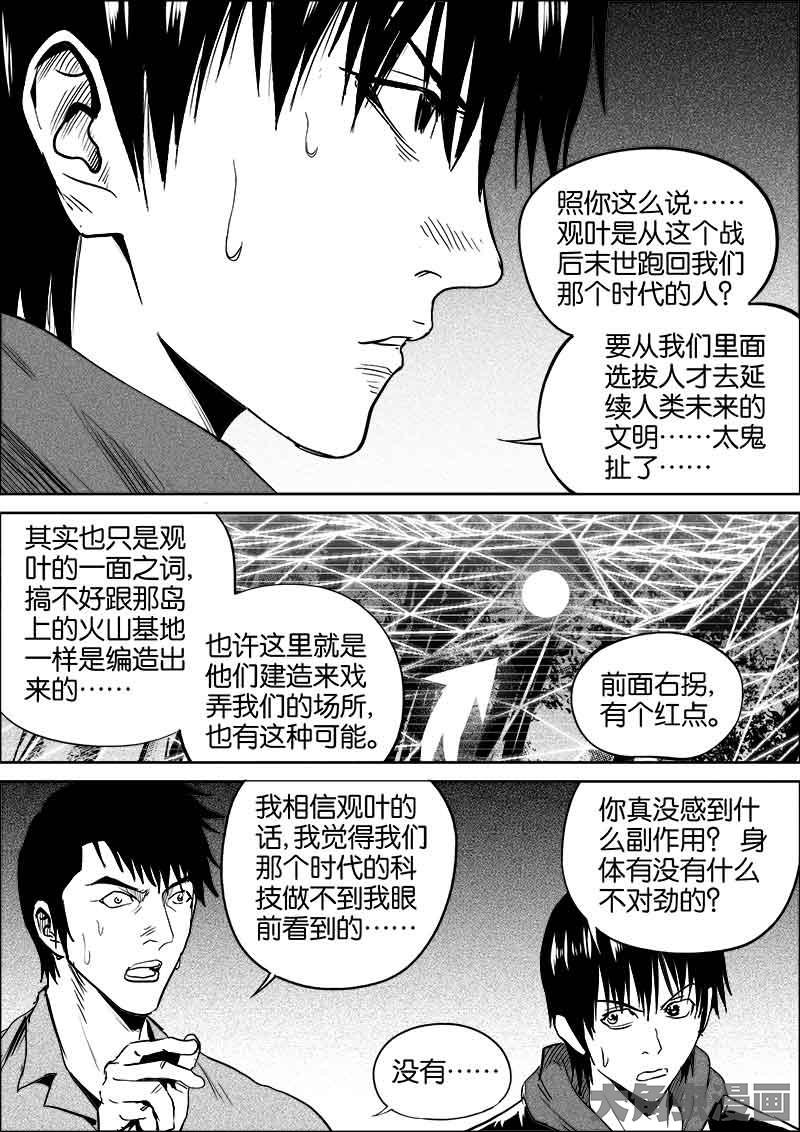 照你这么说……
观叶是从这个战
后末世跑回我们
那个时代的人？
要从我们里面
选拔人才去延
续人类未来的
文明……太鬼
扯了……
其实也只是观
叶的一面之词，
搞不好跟那岛
上的火山基地
一样是编造出
来的……
也许这里就是
他们建造来戏
弄我们的场所，
也有这种可能。
前面右拐，
有个红点。
我相信观叶的
话，我觉得我们
那个时代的科
技做不到我眼
前看到的……
你真没感到什
么副作用？ 身
体有没有什么
不对劲的？
没有……
大角虫漫画